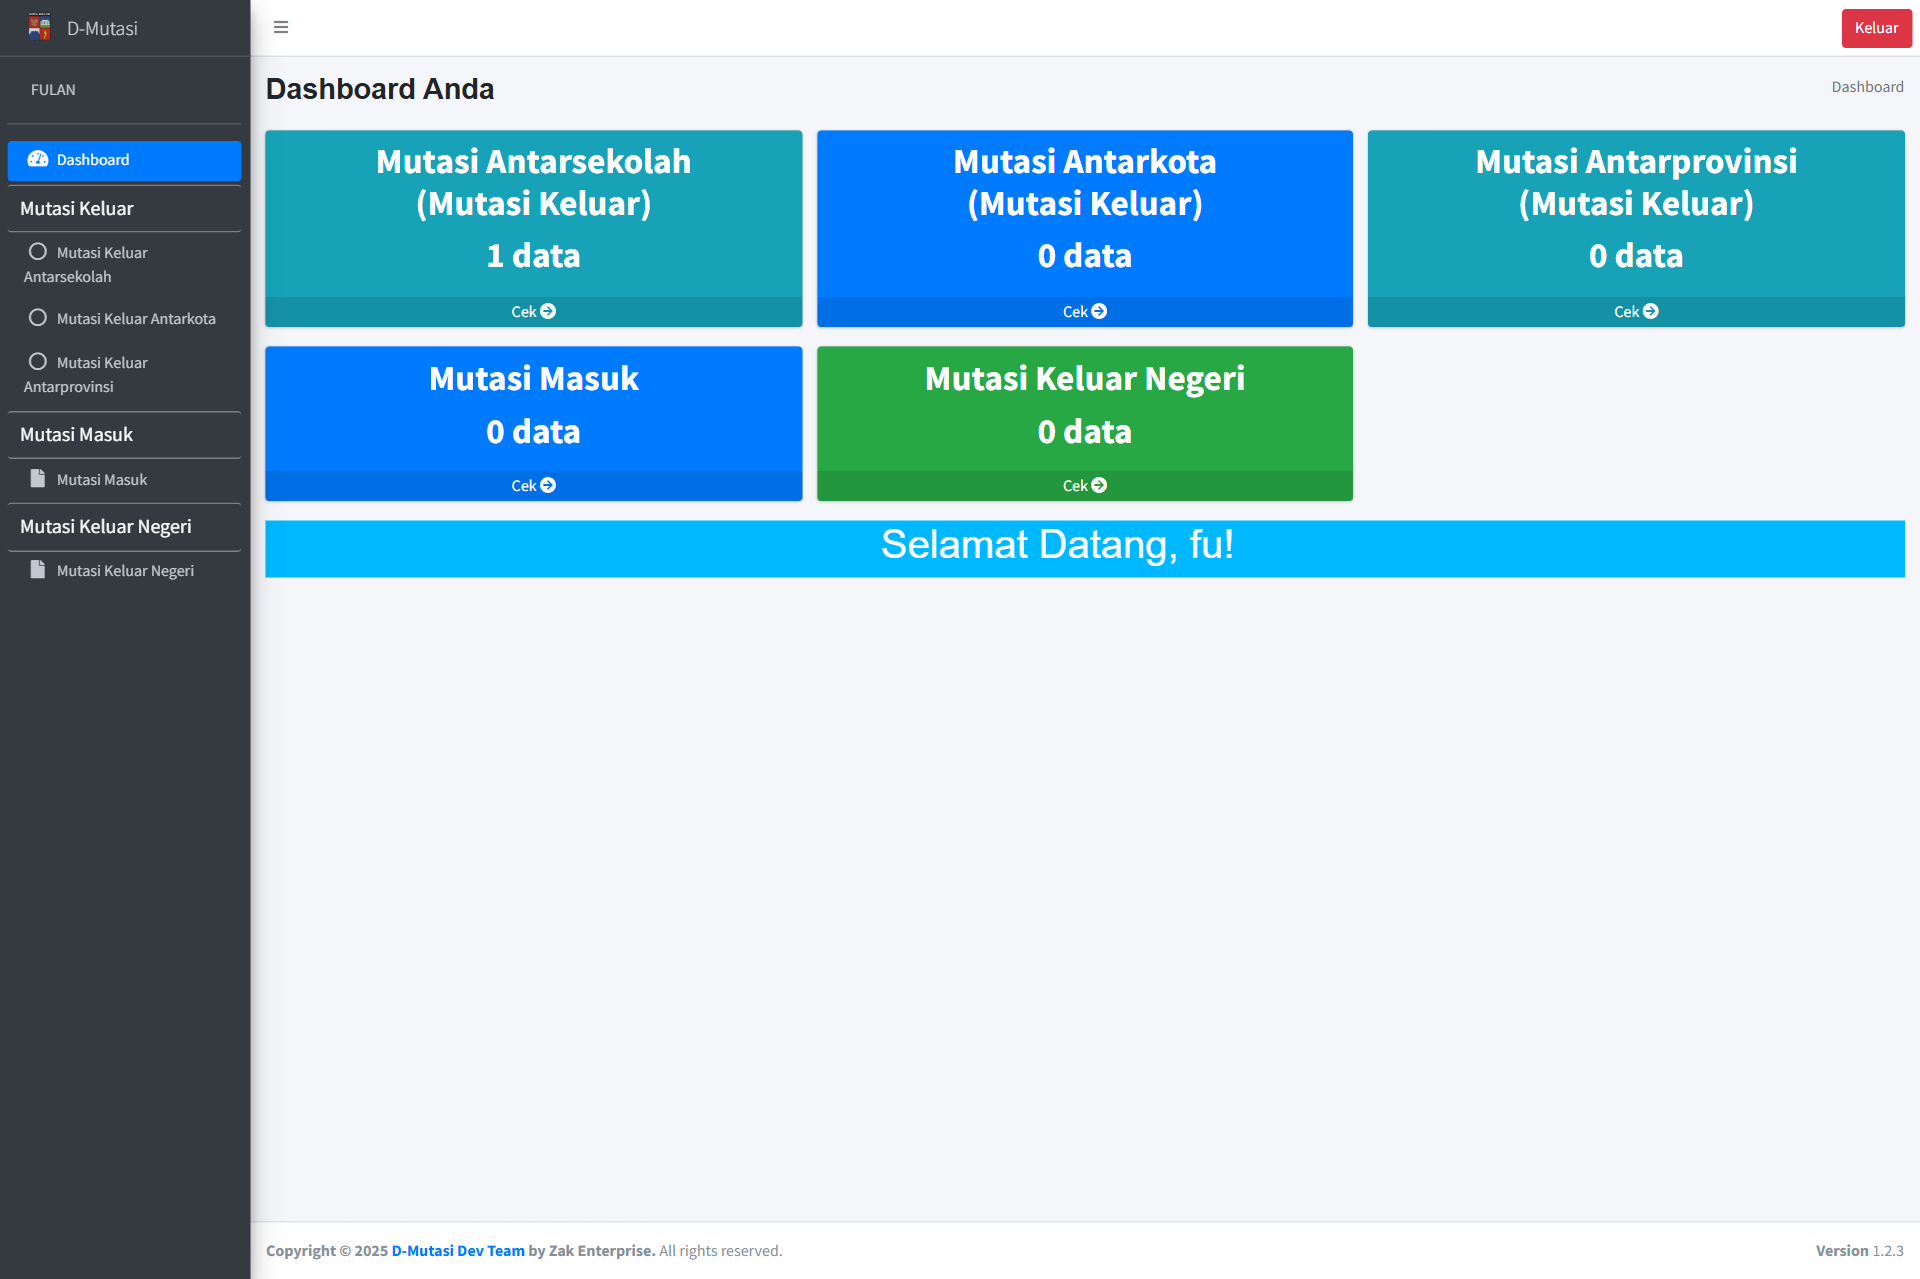 D-Mutasi
Keluar
FULAN
Dashboard
Mutasi Keluar
Mutasi Keluar
Antarsekolah
Mutasi Keluar Antarkota
Mutasi Keluar
Antarprovinsi
Mutasi Masuk
Mutasi Masuk
Mutasi Keluar Negeri
Mutasi Keluar Negeri
Dashboard Anda
Dashboard
Mutasi Antarsekolah
(Mutasi Keluar)
1 data
Cek
Mutasi Antarkota
(Mutasi Keluar)
0 data
Cek
Mutasi Antarprovinsi
(Mutasi Keluar)
0 data
Cek
Mutasi Masuk
0 data
Cek
Mutasi Keluar Negeri
0 data
Cek
Selamat Datang, fu!
Copyright © 2025 D-Mutasi Dev Team by Zak Enterprise. All rights reserved.
Version 1.2.3